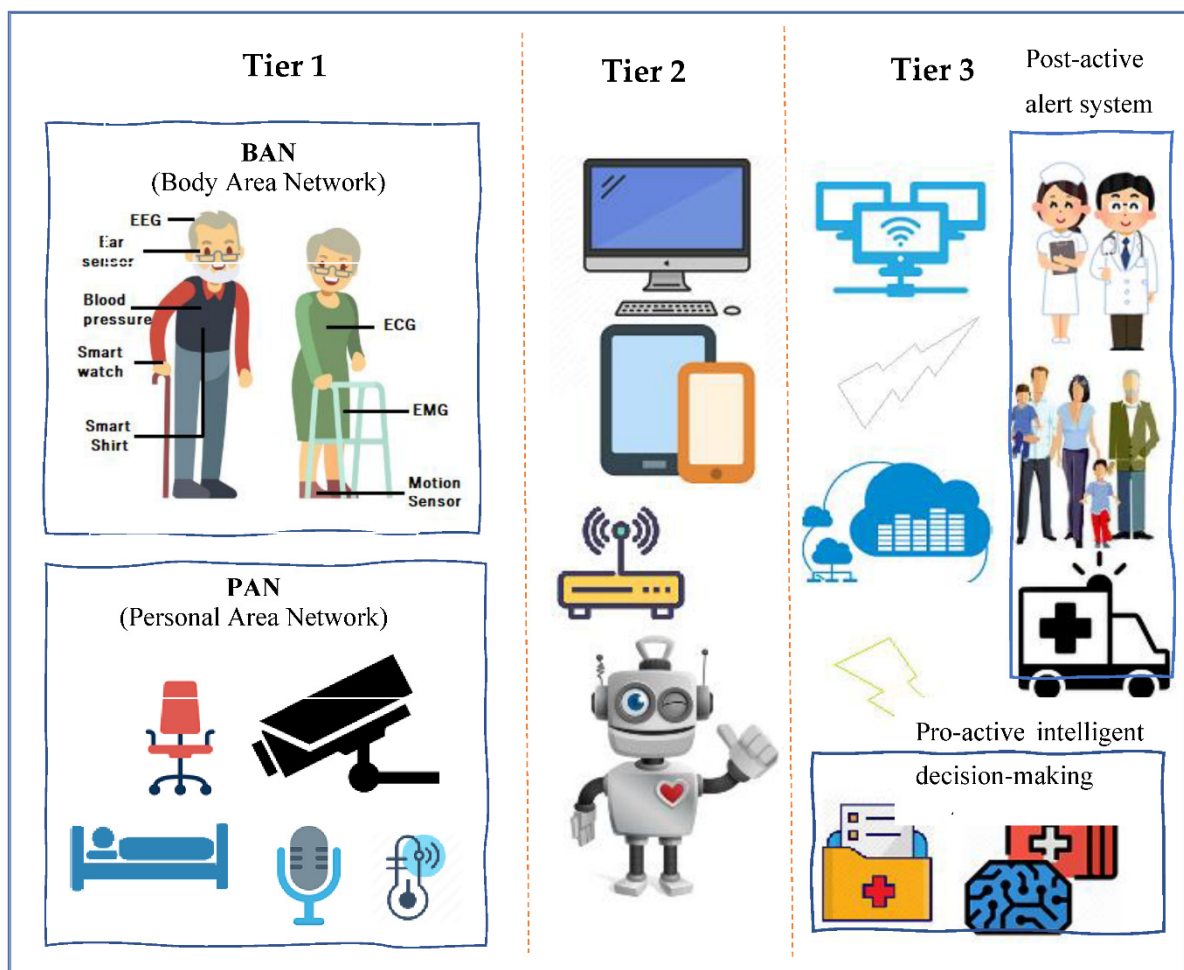 Tier 1
BAN
(Body Area Network)
EEG
Ear
sensor
Blood
pressure
Smart
watch
Smart
Shirt
ECG
EMG
Motion
Sensor
PAN
(Personal Area Network)
Tier 2
Tier 3
Post-active
alert system
Pro-active intelligent
decision-making